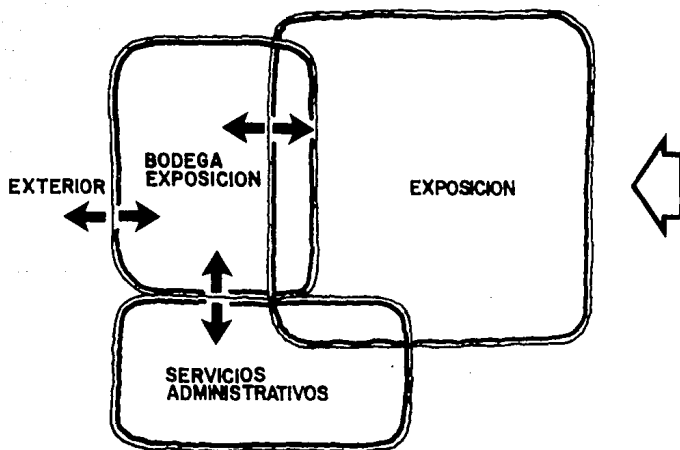 BODEGA
EXPOSICION
EXTERIOR
EXPOSICION
SERVICIOS
ADMINISTRATIVOS